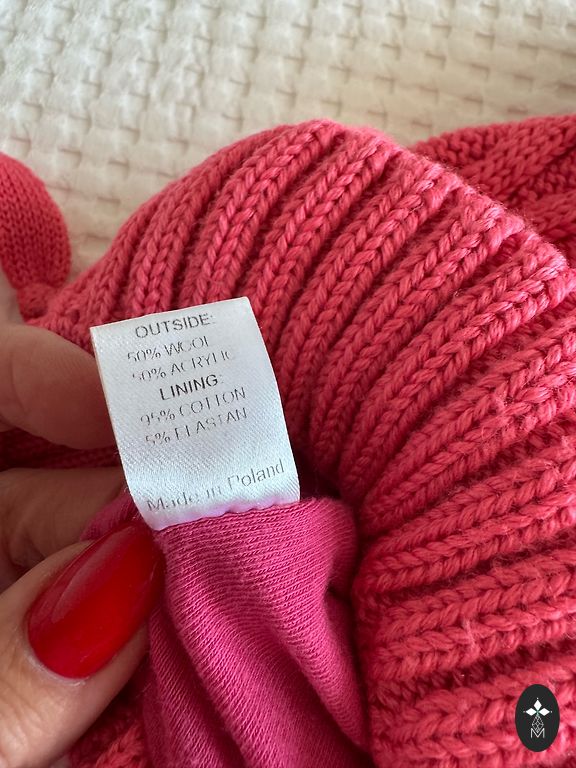 OUTSIDE:
50% WOOL
50% ACRYLIC
LINING:
95% COTTON
5% ELASTAN
Made in Poland
M